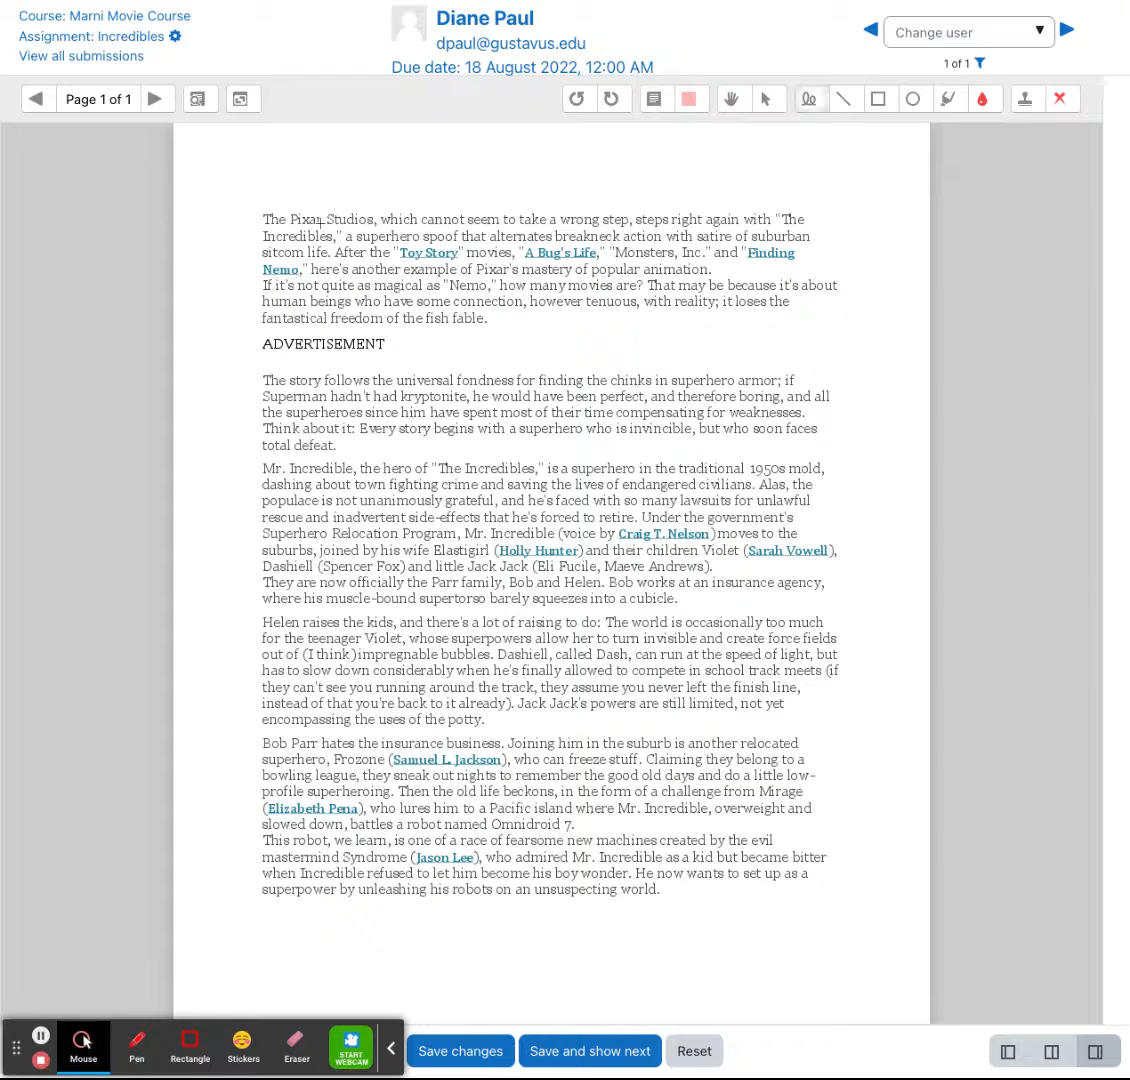 Course: Marni Movie Course
Assignment: Incredibles
View all submissions
Diane Paul
dpaul@gustavus.edu
Due date: 18 August 2022, 12:00 AM
Change user
1 of 1
Page 1 of 1
The Pixar Studios, which cannot seem to take a wrong step, steps right again with "The
Incredibles," a superhero spoof that alternates breakneck action with satire of suburban
sitcom life. After the "Toy Story" movies, "A Bug's Life," "Monsters, Inc." and "Finding
Nemo," here's another example of Pixar's mastery of popular animation.
If it's not quite as magical as "Nemo," how many movies are? That may be because it's about
human beings who have some connection, however tenuous, with reality; it loses the
fantastical freedom of the fish fable.
ADVERTISEMENT
The story follows the universal fondness for finding the chinks in superhero armor; if
Superman hadn't had kryptonite, he would have been perfect, and therefore boring, and all
the superheroes since him have spent most of their time compensating for weaknesses.
Think about it: Every story begins with a superhero who is invincible, but who soon faces
total defeat.
Mr. Incredible, the hero of "The Incredibles," is a superhero in the traditional 1950s mold,
dashing about town fighting crime and saving the lives of endangered civilians. Alas, the
populace is not unanimously grateful, and he's faced with so many lawsuits for unlawful
rescue and inadvertent side-effects that he's forced to retire. Under the government's
Superhero Relocation Program, Mr. Incredible (voice by Craig T. Nelson) moves to the
suburbs, joined by his wife Elastigirl (Holly Hunter) and their children Violet (Sarah Vowell),
Dashiell (Spencer Fox) and little Jack Jack (Eli Fucile, Maeve Andrews).
They are now officially the Parr family, Bob and Helen. Bob works at an insurance agency,
where his muscle-bound supertorso barely squeezes into a cubicle.
Helen raises the kids, and there's a lot of raising to do: The world is occasionally too much
for the teenager Violet, whose superpowers allow her to turn invisible and create force fields
out of (I think) impregnable bubbles. Dashiell, called Dash, can run at the speed of light, but
has to slow down considerably when he's finally allowed to compete in school track meets (if
they can't see you running around the track, they assume you never left the finish line,
instead of that you're back to it already). Jack Jack's powers are still limited, not yet
encompassing the uses of the potty.
Bob Parr hates the insurance business. Joining him in the suburb is another relocated
superhero, Frozone (Samuel L. Jackson), who can freeze stuff. Claiming they belong to a
bowling league, they sneak out nights to remember the good old days and do a little low-
profile superheroing. Then the old life beckons, in the form of a challenge from Mirage
(Elizabeth Pena), who lures him to a Pacific island where Mr. Incredible, overweight and
slowed down, battles a robot named Omnidroid 7.
This robot, we learn, is one of a race of fearsome new machines created by the evil
mastermind Syndrome (Jason Lee), who admired Mr. Incredible as a kid but became bitter
when Incredible refused to let him become his boy wonder. He now wants to set up as a
superpower by unleashing his robots on an unsuspecting world.
Mouse
Pen
Rectangle
Stickers
Eraser
START
WEBCAM
Save changes
Save and show next
Reset